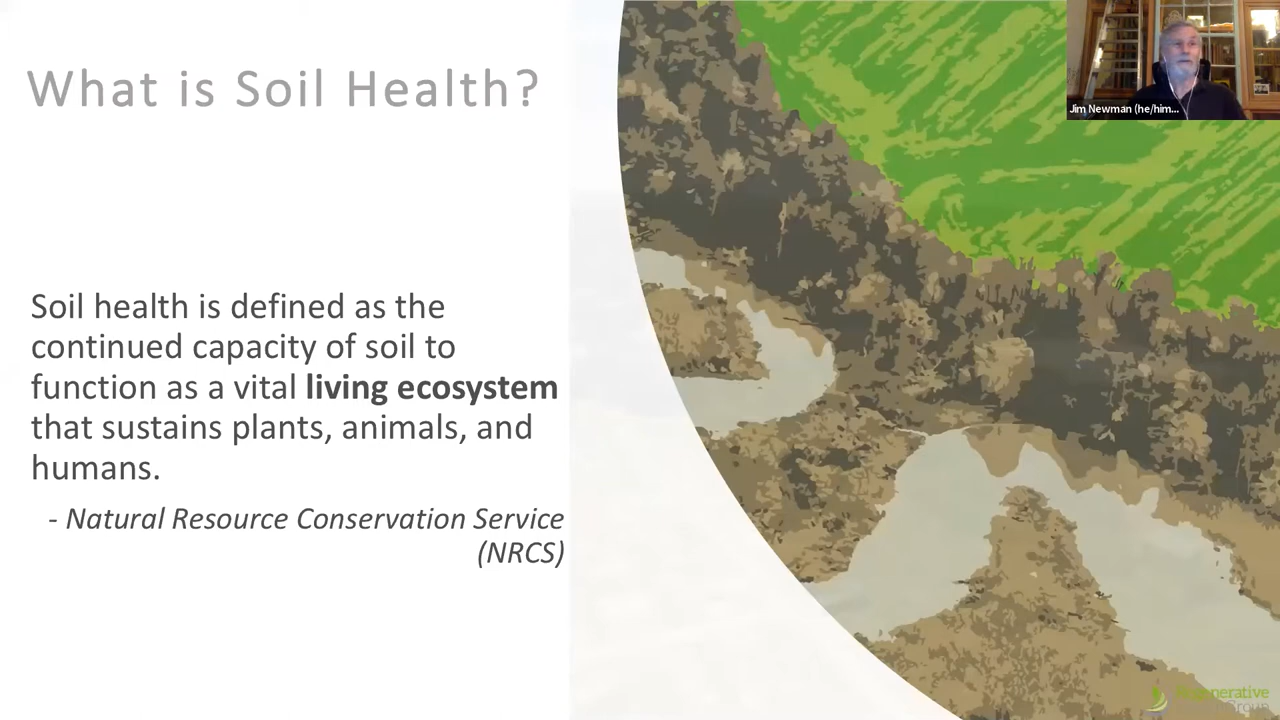 What is Soil Health?
Soil health is defined as the
continued capacity of soil to
function as a vital living ecosystem
that sustains plants, animals, and
humans.
- Natural Resource Conservation Service
(NRCS)
Jim Newman (he/him...
Regenerative
Group